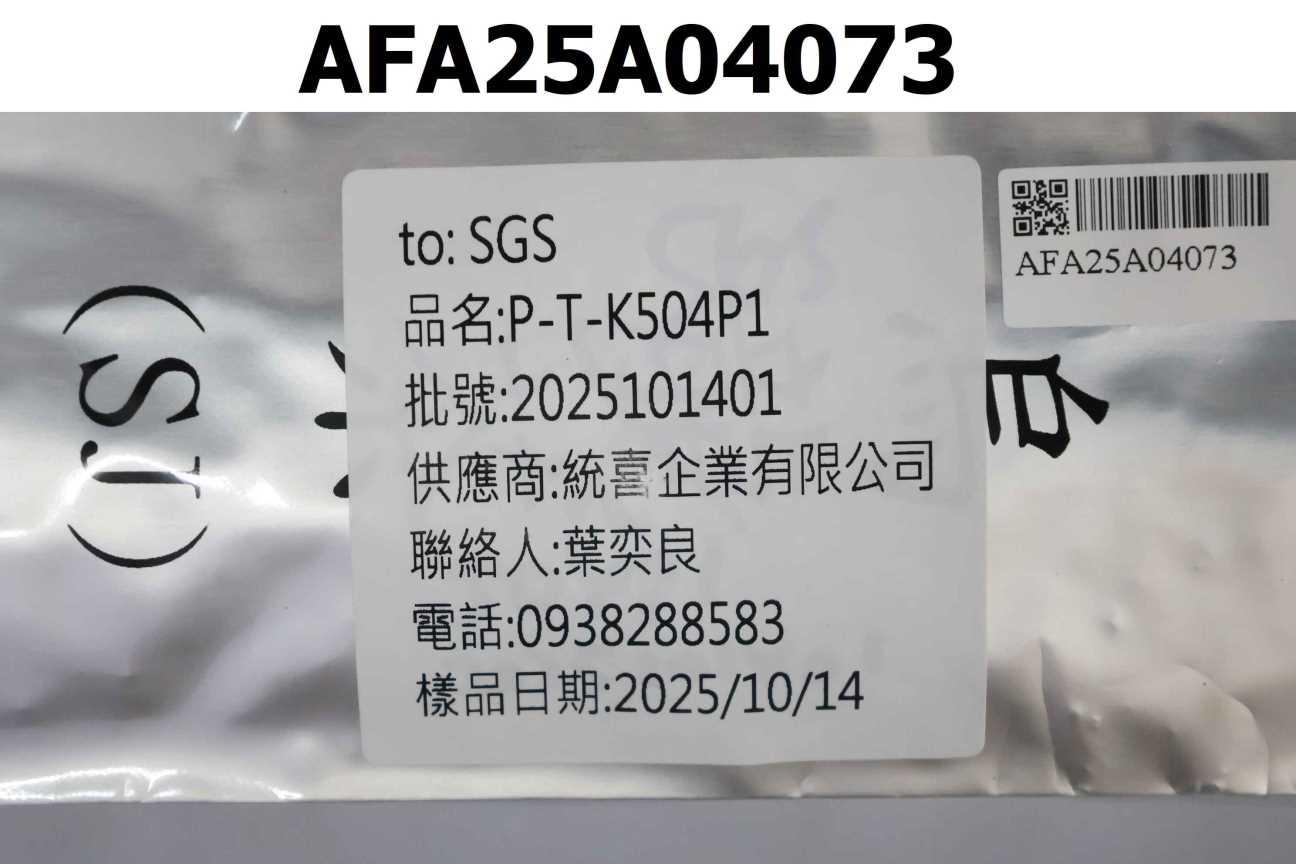 AFA25A04073
to: SGS
品名:P-T-K504P1
批號:2025101401
供應商:統喜企業有限公司
聯絡人:葉奕良
電話:0938288583
樣品日期:2025/10/14
AFA25A04073